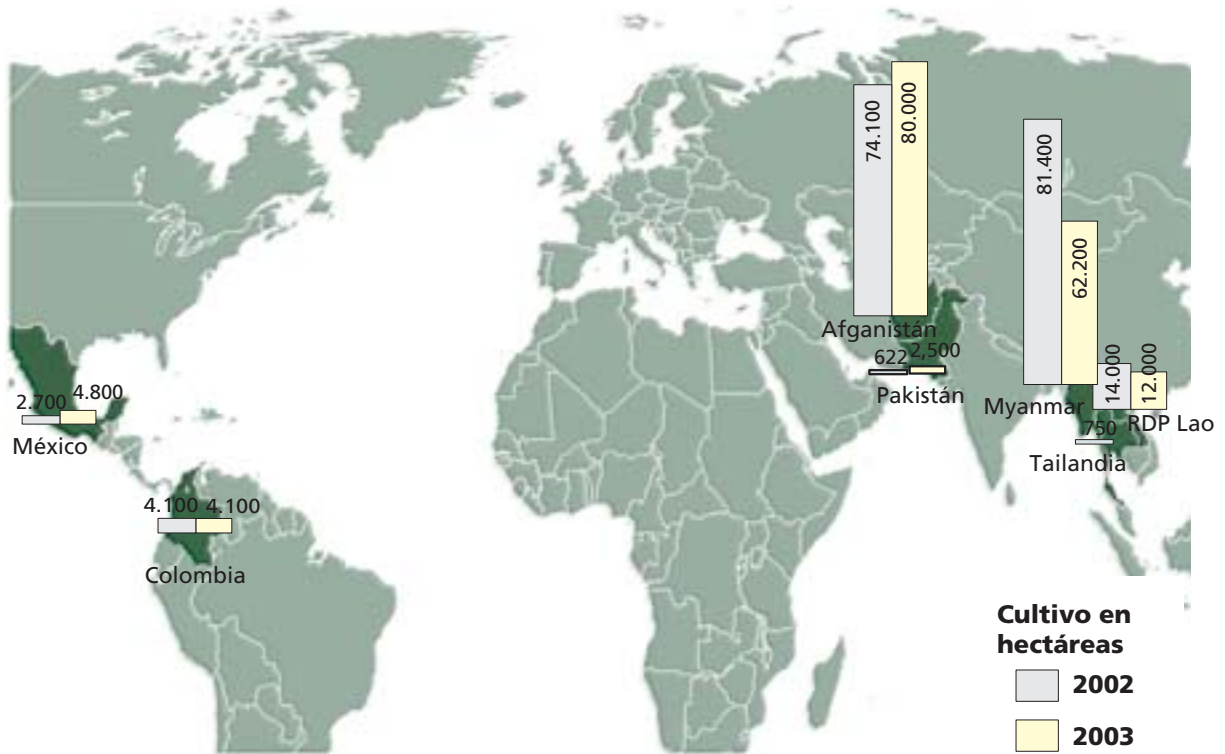 74.100
80.000
81.400
62.200
Afganistán
622
2,500
Pakistán
14.000
12.000
Myanmar
RDP Lao
750
Tailandia
2.700
4.800
México
4.100
4.100
Colombia
Cultivo en
hectáreas
2002
2003